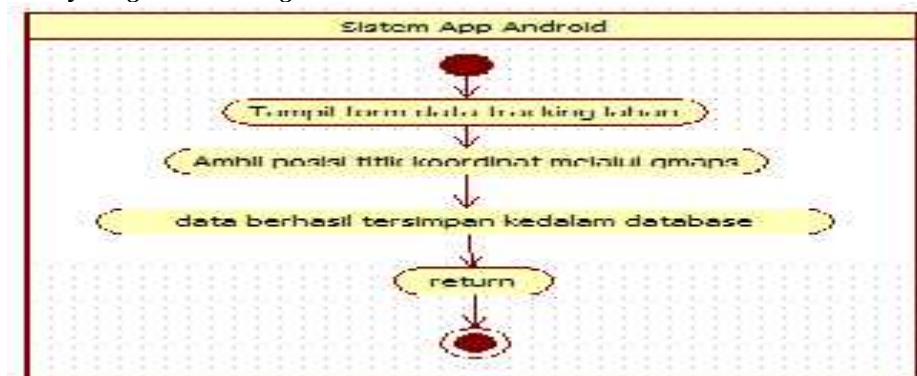 Sistem App Android
Tampil form data tracking lahan
Ambil posisi titik koordinat melalui gmaps
data berhasil tersimpan kedalam database
return